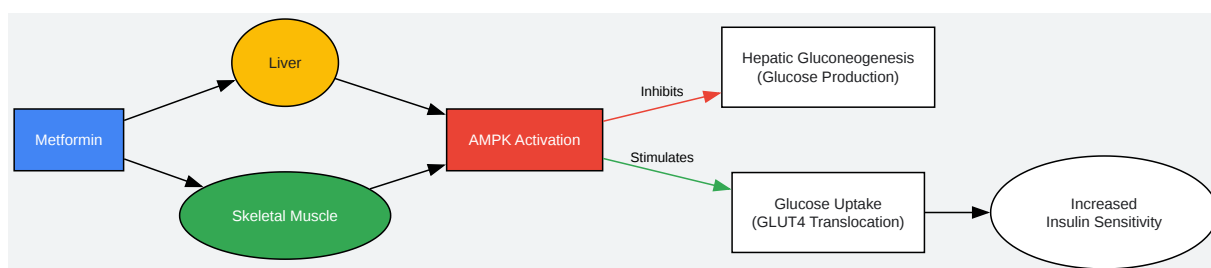 Metformin
Liver
Skeletal Muscle
AMPK Activation
Inhibits
Stimulates
Hepatic Gluconeogenesis
(Glucose Production)
Glucose Uptake
(GLUT4 Translocation)
Increased
Insulin Sensitivity